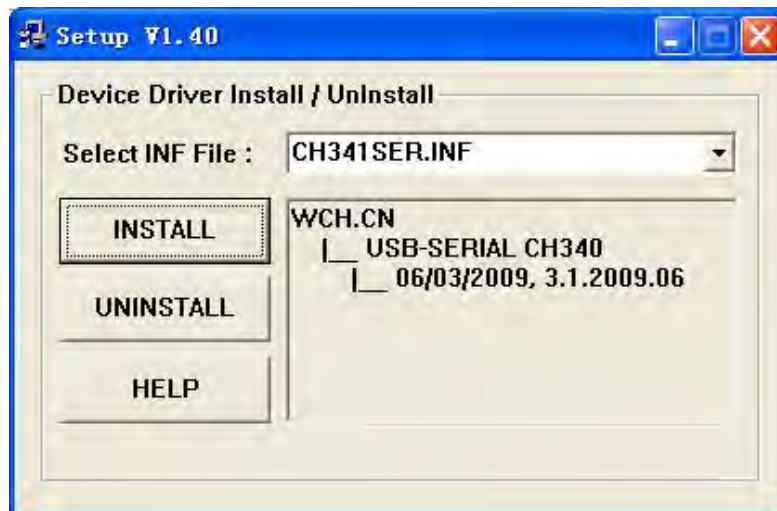 Setup V1.40
Device Driver Install / UnInstall
Select INF File :
CH341SER.INF
INSTALL
UNINSTALL
HELP
WCH.CN
|__ USB-SERIAL CH340
|__ 06/03/2009, 3.1.2009.06